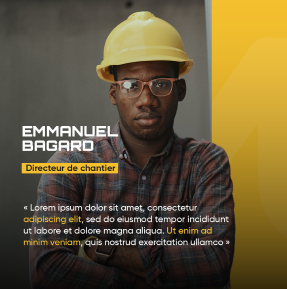 EMMANUEL
BAGARD
Directeur de chantier
« Lorem ipsum dolor sit amet, consectetur
adipiscing elit, sed do eiusmod tempor incididunt
ut labore et dolore magna aliqua. Ut enim ad
minim veniam, quis nostrud exercitation ullamco »